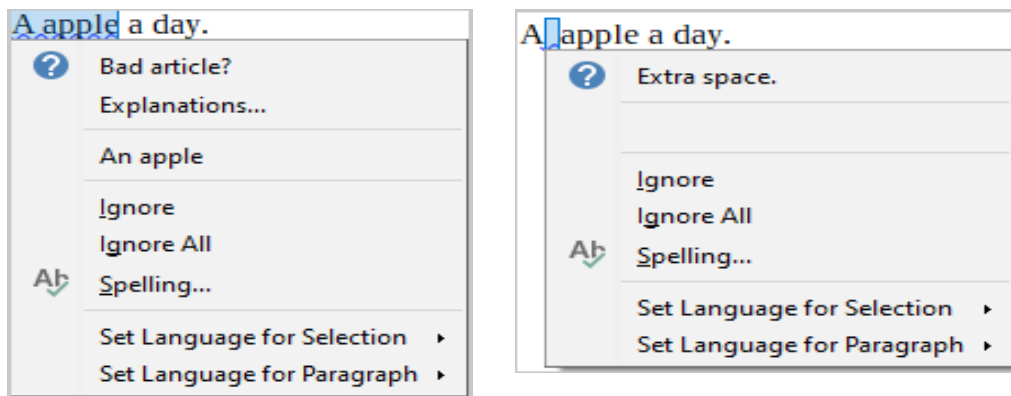 A apple a day.
Bad article?
Explanations...
An apple
Ignore
Ignore All
Spelling...
Set Language for Selection
Set Language for Paragraph
A  apple a day.
Extra space.
Ignore
Ignore All
Spelling...
Set Language for Selection
Set Language for Paragraph